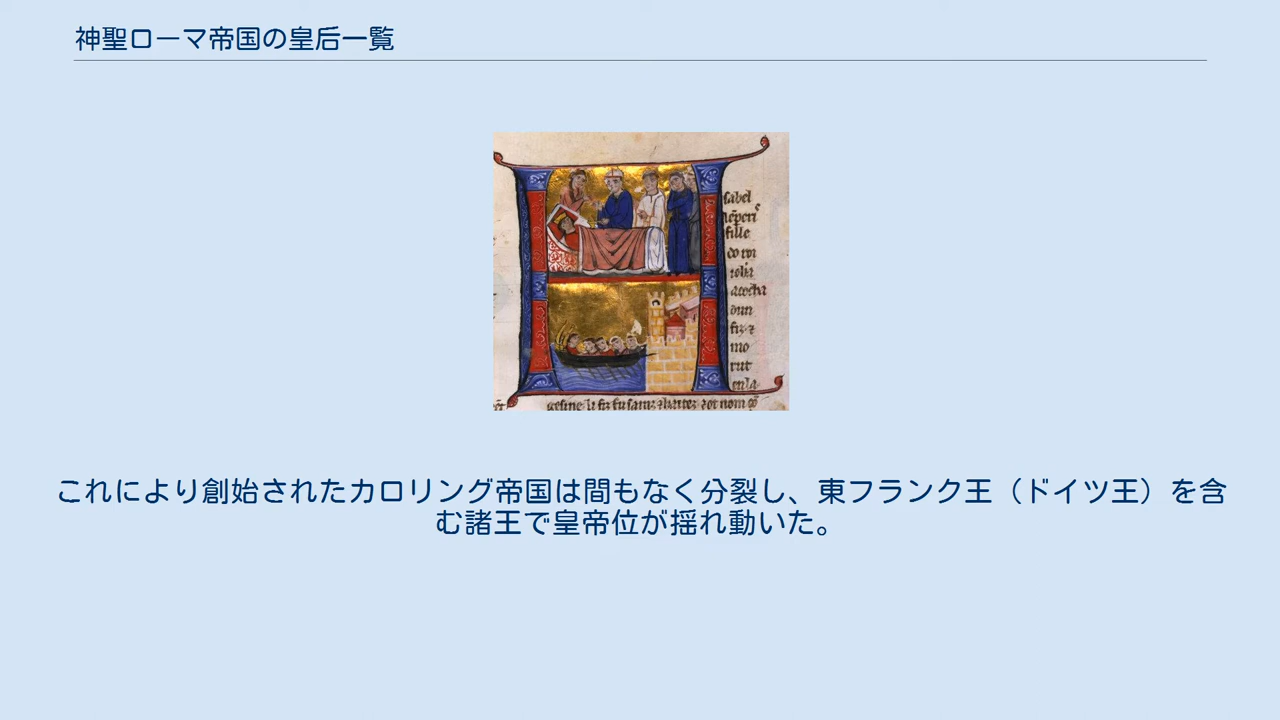 神聖ローマ帝国の皇后一覧
sabel
fille
mo
これにより創始されたカロリング帝国は間もなく分裂し、東フランク王（ドイツ王）を含
む諸王で皇帝位が揺れ動いた。